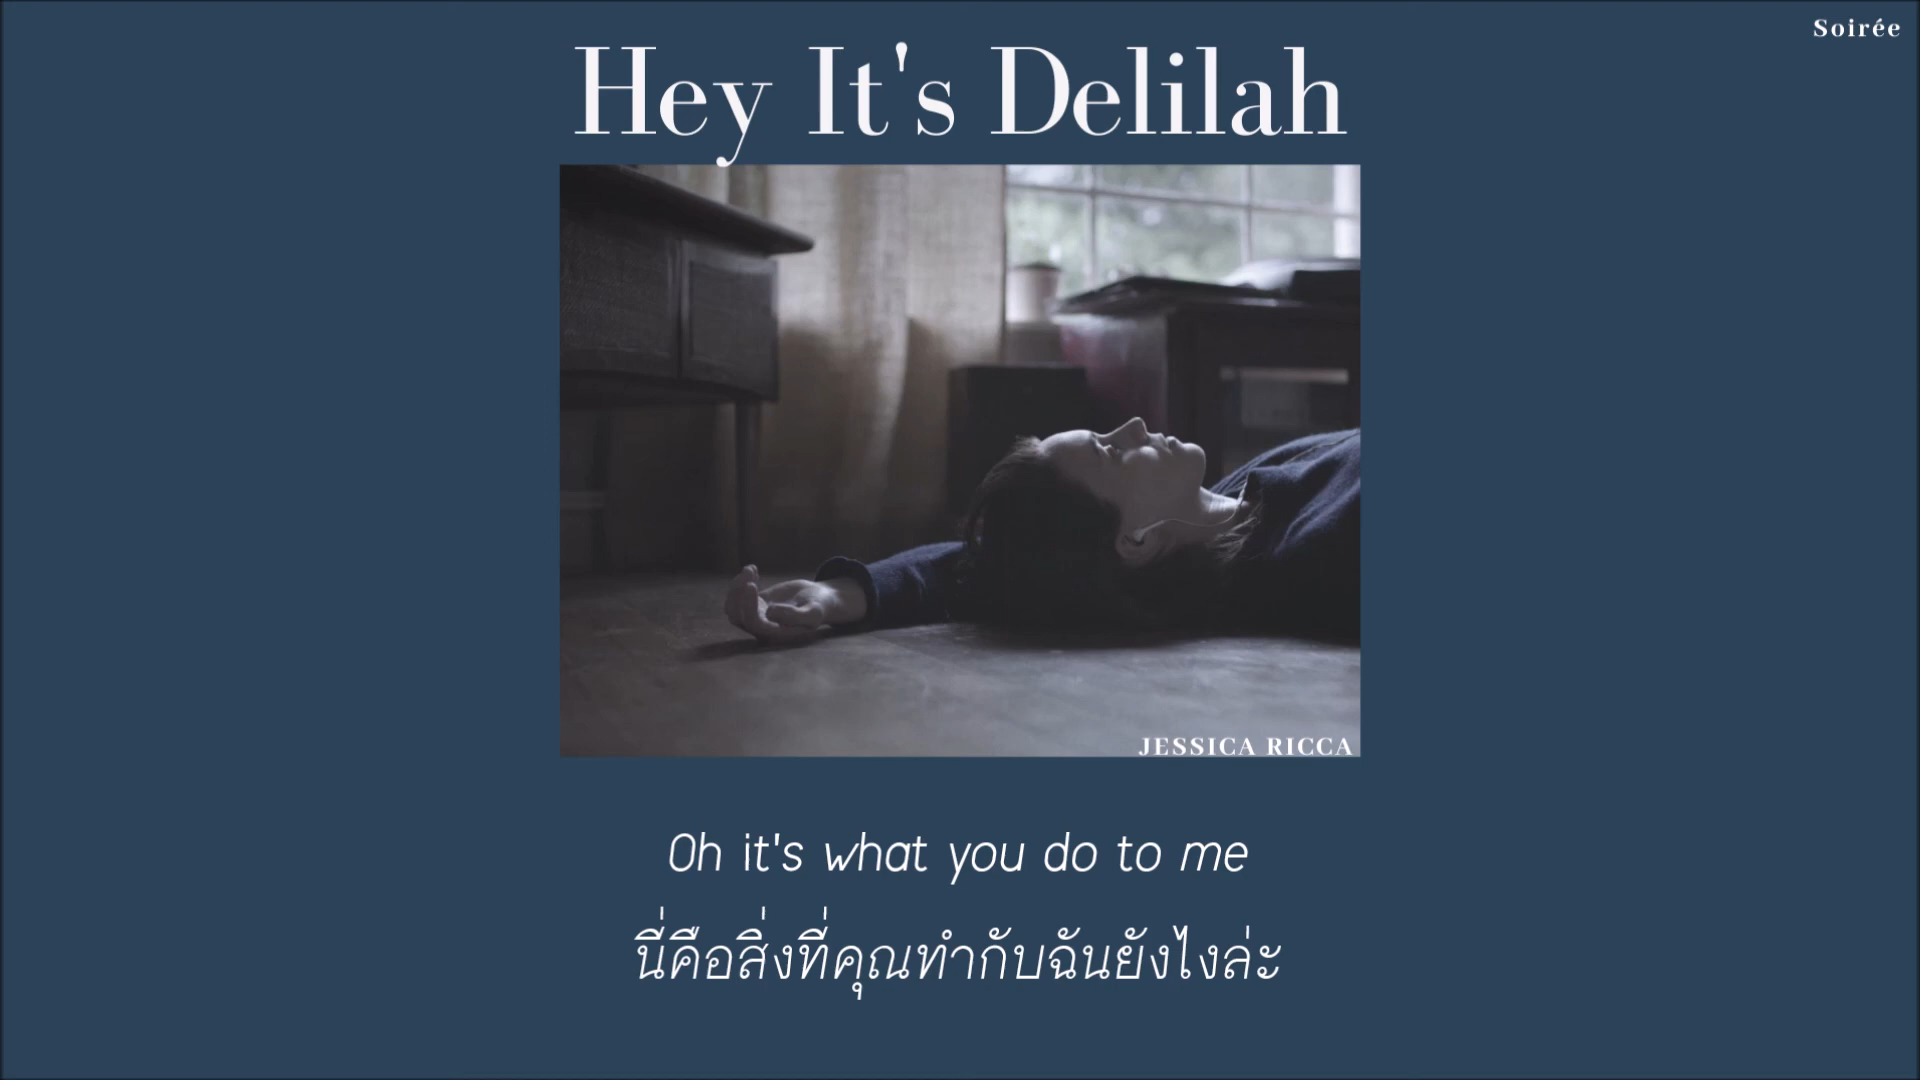 Soirée
Hey It's Delilah
JESSICA RICCA
Oh it's what you do to me
นี่คือสิ่งที่คุณทำกับฉันยังไงล่ะ